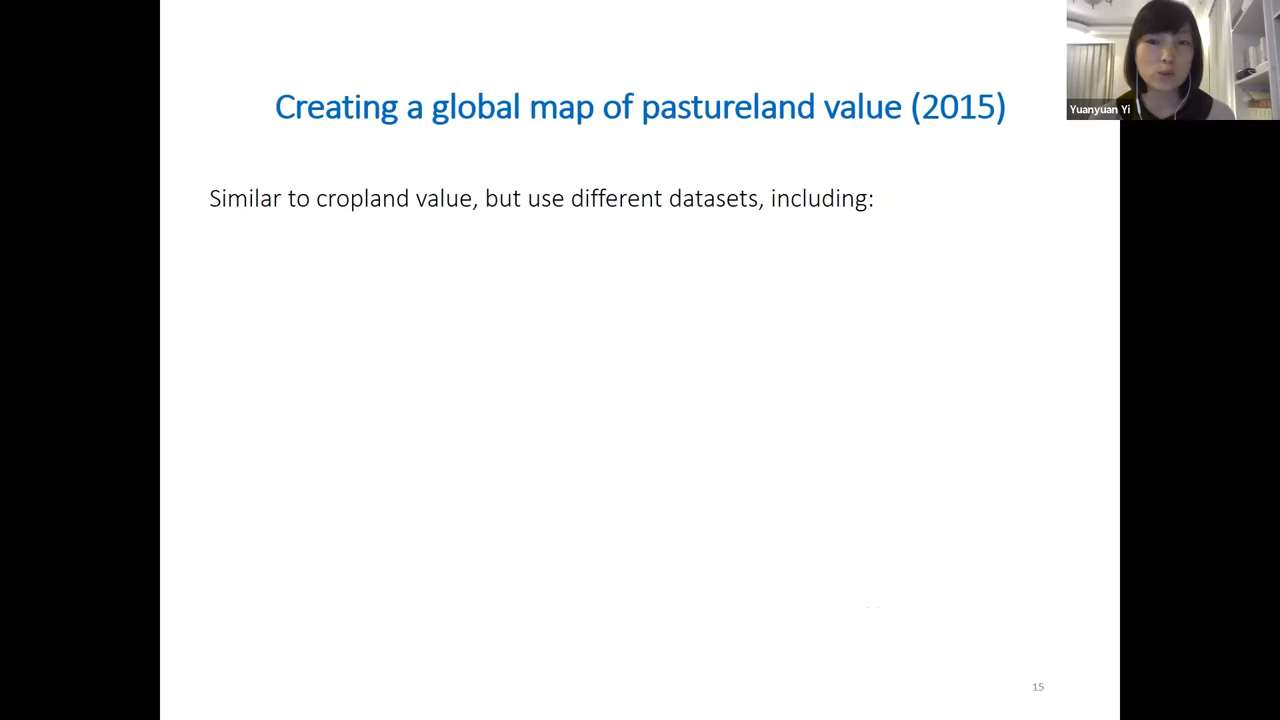 Creating a global map of pastureland value (2015)
Yuanyuan Yi
Similar to cropland value, but use different datasets, including:
15